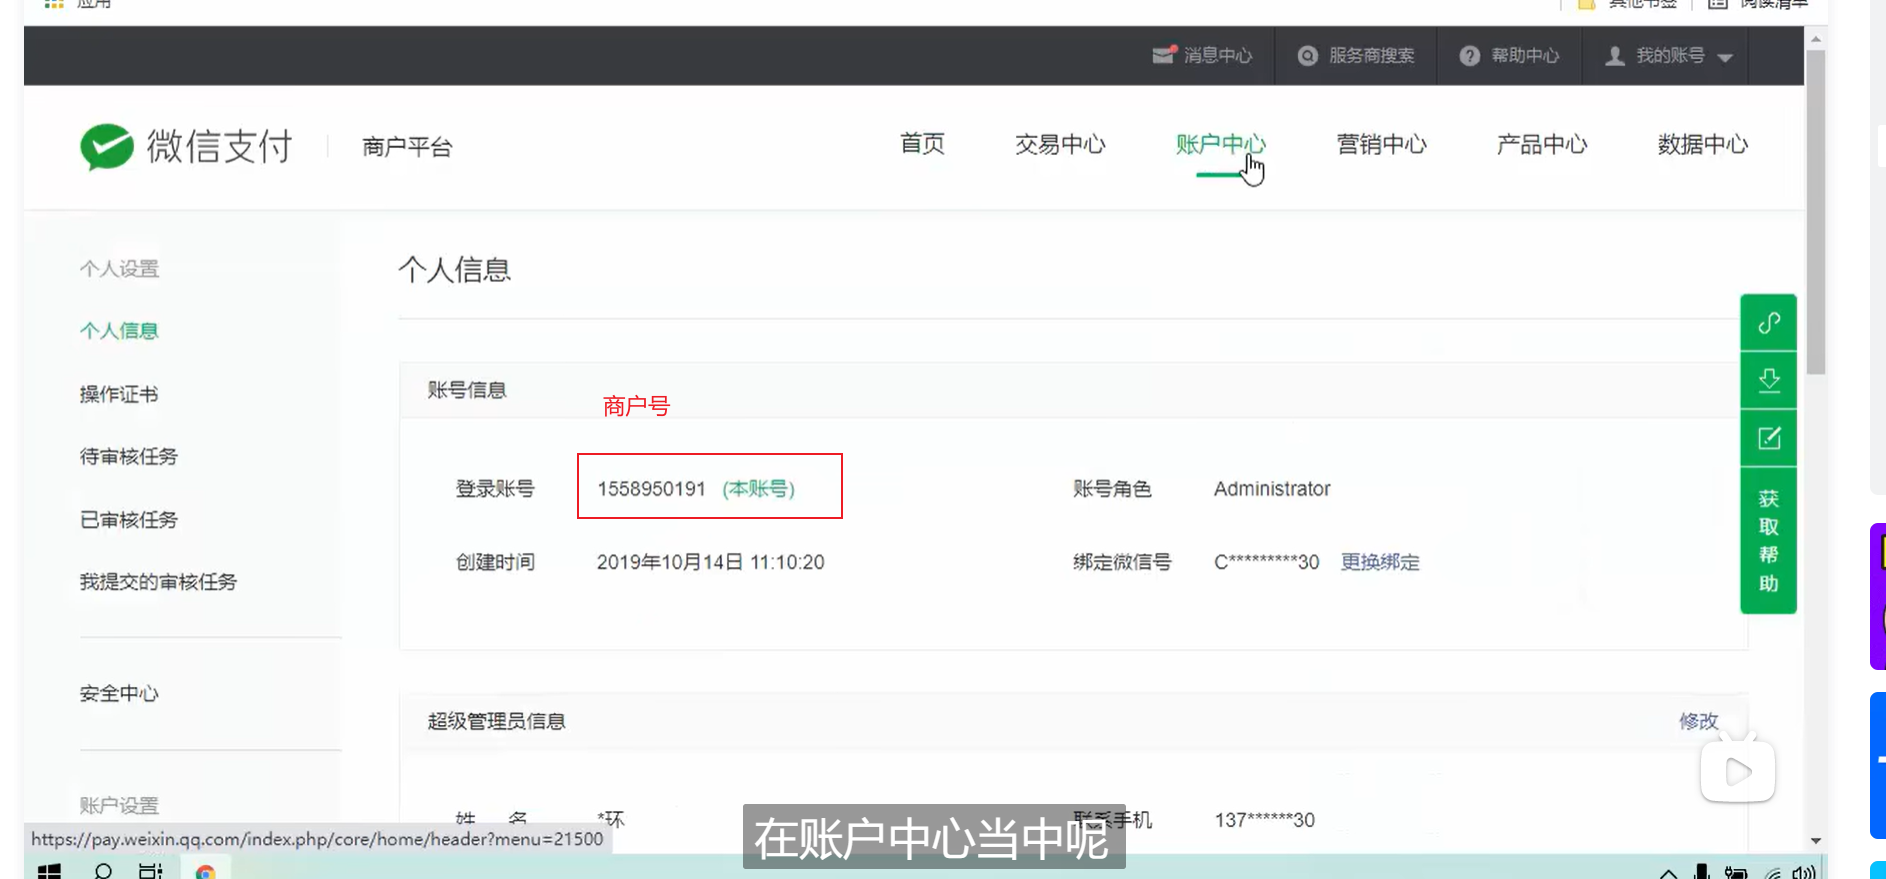 应用
其他书签
阅读清单
消息中心
服务商搜索
帮助中心
我的账号
微信支付
商户平台
首页
交易中心
账户中心
营销中心
产品中心
数据中心
个人设置
个人信息
操作证书
待审核任务
已审核任务
我提交的审核任务
安全中心
账户设置
个人信息
账号信息
商户号
登录账号
1558950191 (本账号)
账号角色
Administrator
创建时间
2019年10月14日 11:10:20
绑定微信号
C*********30 更换绑定
超级管理员信息
修改
姓 名
*环
联系手机
137******30
获取帮助
在账户中心当中呢
https://pay.weixin.qq.com/index.php/core/home/header?menu=21500